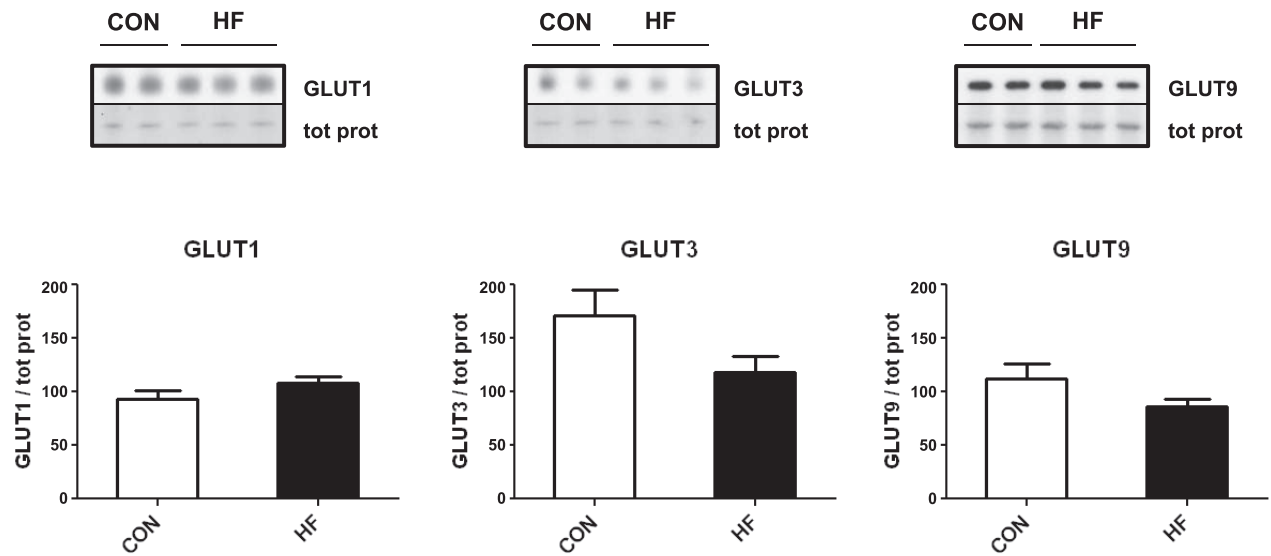 CON HF
GLUT1
tot prot
CON HF
GLUT3
tot prot
CON HF
GLUT9
tot prot
GLUT1
GLUT1 / tot prot
200
150
100
50
0
CON
HF
GLUT3
GLUT3 / tot prot
200
150
100
50
0
CON
HF
GLUT9
GLUT9 / tot prot
200
150
100
50
0
CON
HF